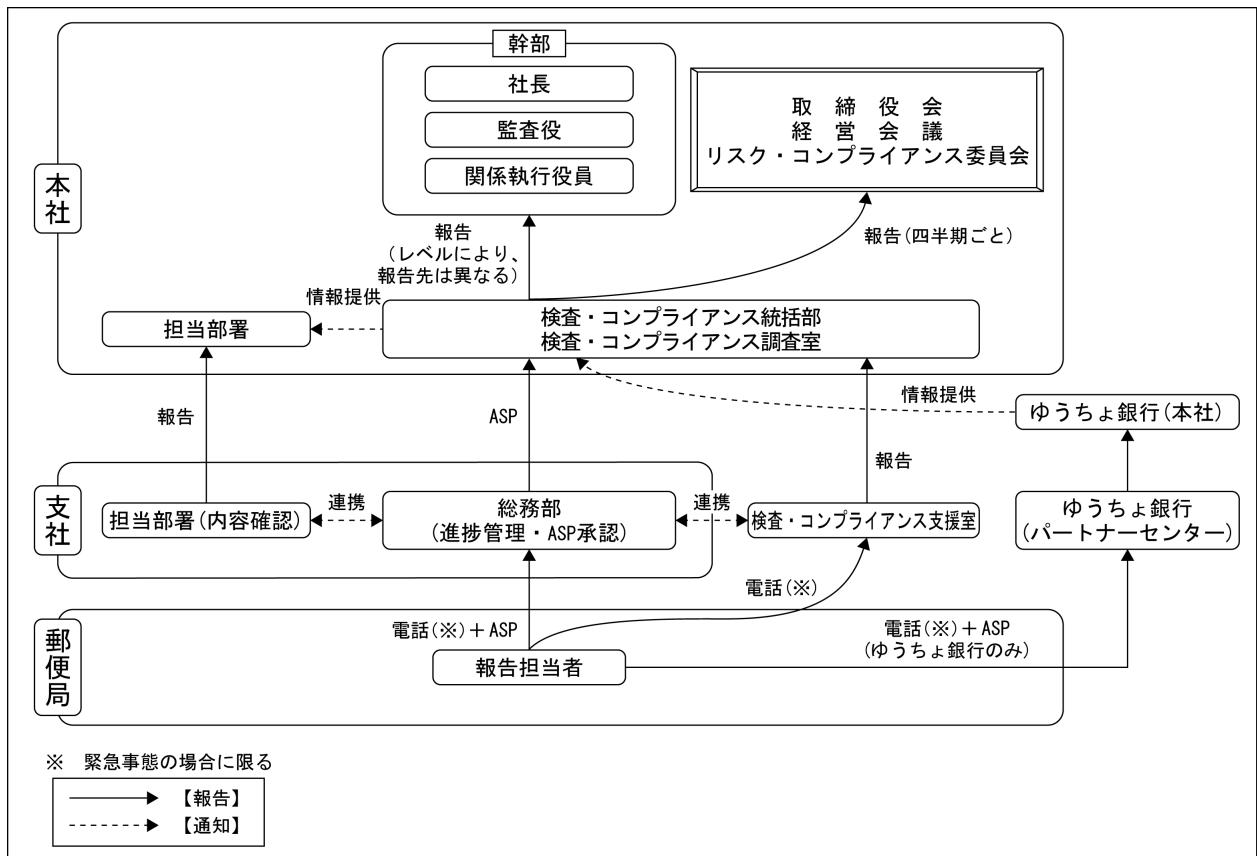 幹部
社長
監査役
関係執行役員
取締役会
経営会議
リスク・コンプライアンス委員会
本社
報告
(レベルにより、
報告先は異なる)
報告(四半期ごと)
情報提供
担当部署
検査・コンプライアンス統括部
検査・コンプライアンス調査室
報告
ASP
情報提供
ゆうちょ銀行(本社)
報告
支社
担当部署(内容確認)
連携
総務部
(進捗管理・ASP承認)
連携
検査・コンプライアンス支援室
ゆうちょ銀行
(パートナーセンター)
電話(※)
郵便局
電話(※)+ASP
電話(※)+ASP
(ゆうちょ銀行のみ)
報告担当者
※ 緊急事態の場合に限る
【報告】
【通知】